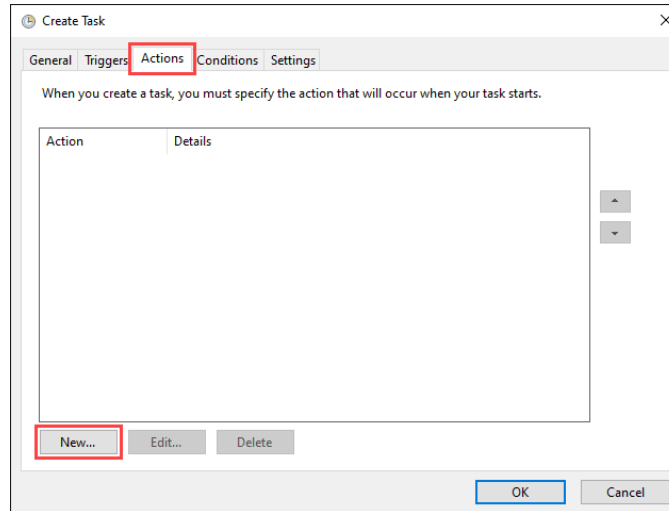 Create Task
General Triggers Actions Conditions Settings
When you create a task, you must specify the action that will occur when your task starts.
Action Details
New... Edit... Delete
OK Cancel